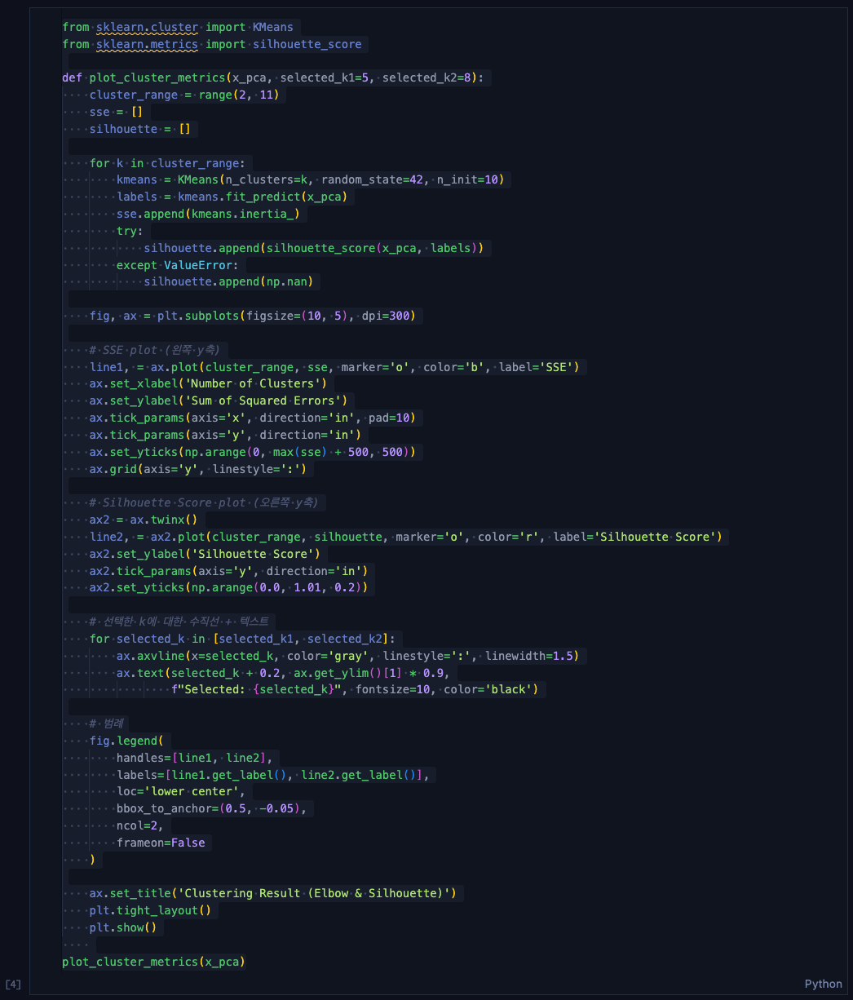 from sklearn.cluster import KMeans
from sklearn.metrics import silhouette_score

def plot_cluster_metrics(x_pca, selected_k1=5, selected_k2=8):
    cluster_range = range(2, 11)
    sse = []
    silhouette = []

    for k in cluster_range:
        kmeans = KMeans(n_clusters=k, random_state=42, n_init=10)
        labels = kmeans.fit_predict(x_pca)
        sse.append(kmeans.inertia_)
        try:
            silhouette.append(silhouette_score(x_pca, labels))
        except ValueError:
            silhouette.append(np.nan)

    fig, ax = plt.subplots(figsize=(10, 5), dpi=300)

    # SSE plot (왼쪽 y축)
    line1, = ax.plot(cluster_range, sse, marker='o', color='b', label='SSE')
    ax.set_xlabel('Number of Clusters')
    ax.set_ylabel('Sum of Squared Errors')
    ax.tick_params(axis='x', direction='in', pad=10)
    ax.tick_params(axis='y', direction='in')
    ax.set_yticks(np.arange(0, max(sse) + 500, 500))
    ax.grid(axis='y', linestyle=':')

    # Silhouette Score plot (오른쪽 y축)
    ax2 = ax.twinx()
    line2, = ax2.plot(cluster_range, silhouette, marker='o', color='r', label='Silhouette Score')
    ax2.set_ylabel('Silhouette Score')
    ax2.tick_params(axis='y', direction='in')
    ax2.set_yticks(np.arange(0.0, 1.01, 0.2))

    # 선택한 k에 대한 수직선 + 텍스트
    for selected_k in [selected_k1, selected_k2]:
        ax.axvline(x=selected_k, color='gray', linestyle=':', linewidth=1.5)
        ax.text(selected_k + 0.2, ax.get_ylim()[1] * 0.9,
                f"Selected: {selected_k}", fontsize=10, color='black')

    # 범례
    fig.legend(
        handles=[line1, line2],
        labels=[line1.get_label(), line2.get_label()],
        loc='lower center',
        bbox_to_anchor=(0.5, -0.05),
        ncol=2,
        frameon=False
    )

    ax.set_title('Clustering Result (Elbow & Silhouette)')
    plt.tight_layout()
    plt.show()

plot_cluster_metrics(x_pca)
[4]
Python